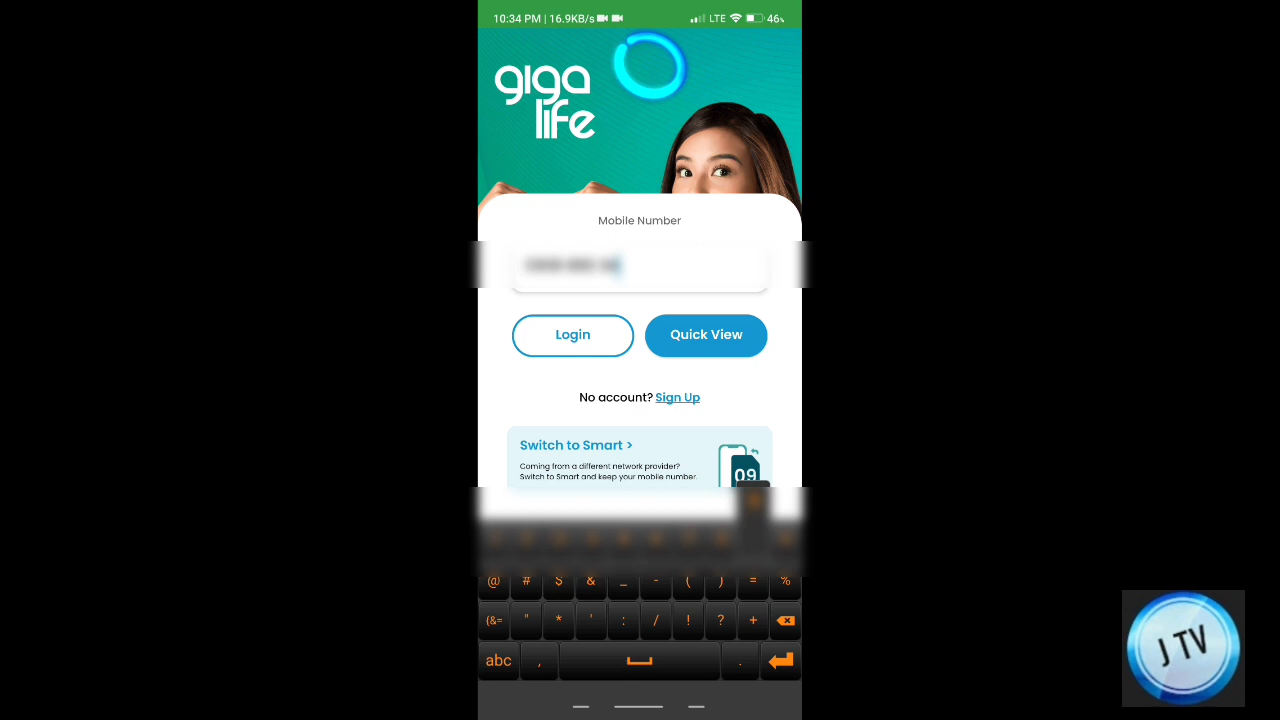 10:34 PM | 16.9KB/s LTE 46%
giga
life
Mobile Number
Login Quick View
No account? Sign Up
Switch to Smart >
Coming from a different network provider?
Switch to Smart and keep your mobile number.
09
@ # $ & _ - ( ) = %
{&= " * ' : / ! ? +
abc , .
J TV